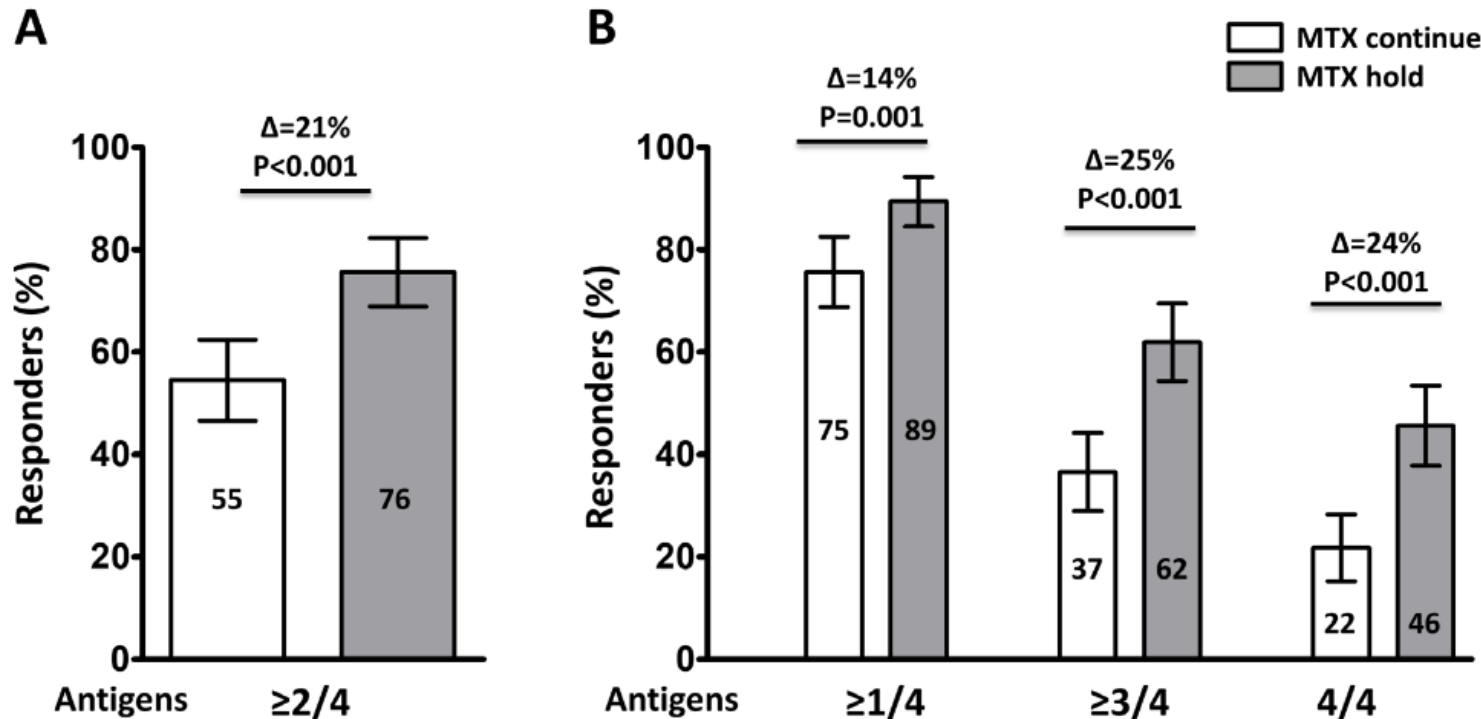 A
Δ=21%
P<0.001
Responders (%)
100
80
60
40
20
0
55
76
Antigens ≥2/4
B
MTX continue
MTX hold
Δ=14%
P=0.001
Δ=25%
P<0.001
Δ=24%
P<0.001
Responders (%)
100
80
60
40
20
0
75
89
37
62
22
46
Antigens ≥1/4 ≥3/4 4/4